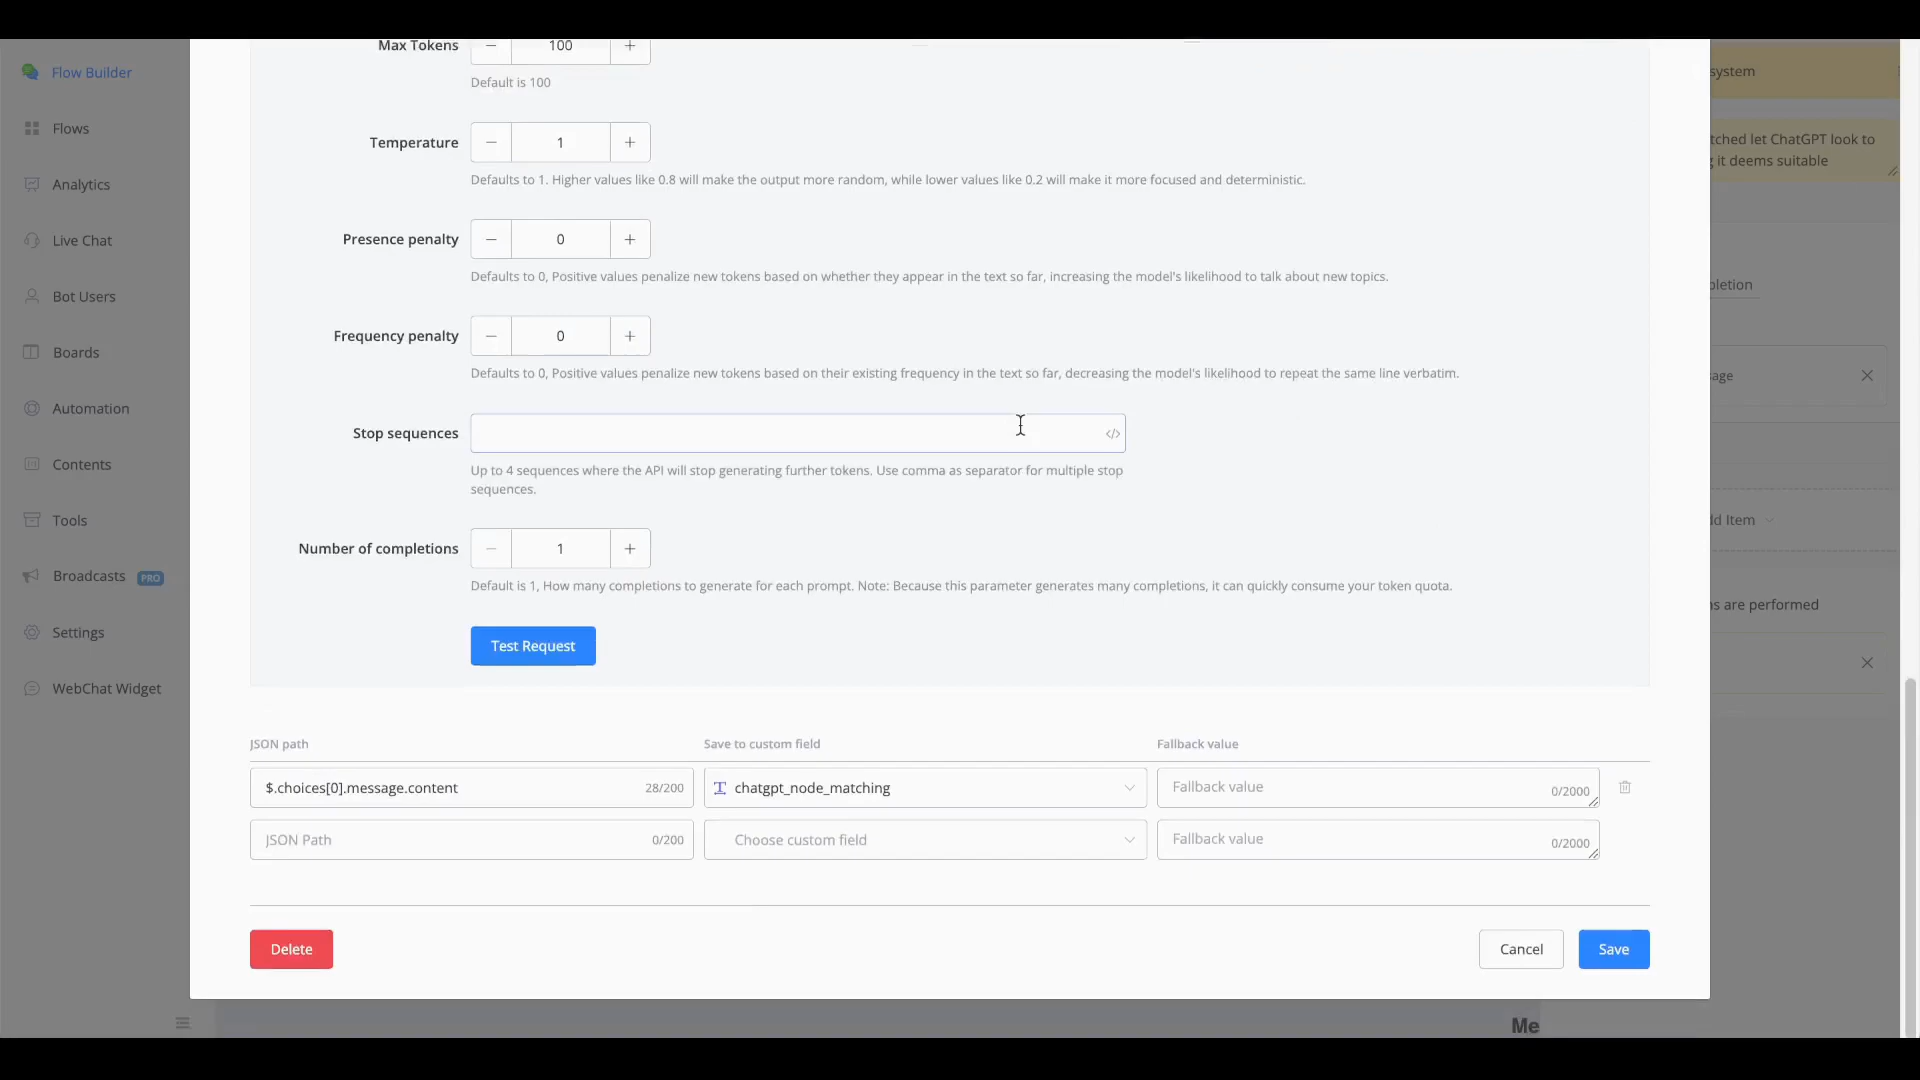 Flow Builder
Flows
Analytics
Live Chat
Bot Users
Boards
Automation
Contents
Tools
Broadcasts PRO
Settings
WebChat Widget
Max Tokens
100
Default is 100
Temperature
1
Defaults to 1. Higher values like 0.8 will make the output more random, while lower values like 0.2 will make it more focused and deterministic.
Presence penalty
0
Defaults to 0, Positive values penalize new tokens based on whether they appear in the text so far, increasing the model's likelihood to talk about new topics.
Frequency penalty
0
Defaults to 0, Positive values penalize new tokens based on their existing frequency in the text so far, decreasing the model's likelihood to repeat the same line verbatim.
Stop sequences
</>
Up to 4 sequences where the API will stop generating further tokens. Use comma as separator for multiple stop
sequences.
Number of completions
1
Default is 1, How many completions to generate for each prompt. Note: Because this parameter generates many completions, it can quickly consume your token quota.
Test Request
JSON path Save to custom field Fallback value
$.choices[0].message.content 28/200 chatgpt_node_matching Fallback value 0/2000
JSON Path 0/200 Choose custom field Fallback value 0/2000
Delete Cancel Save
system
tched let ChatGPT look to
g it deems suitable
pletion
sage
dd Item
ns are performed
Me